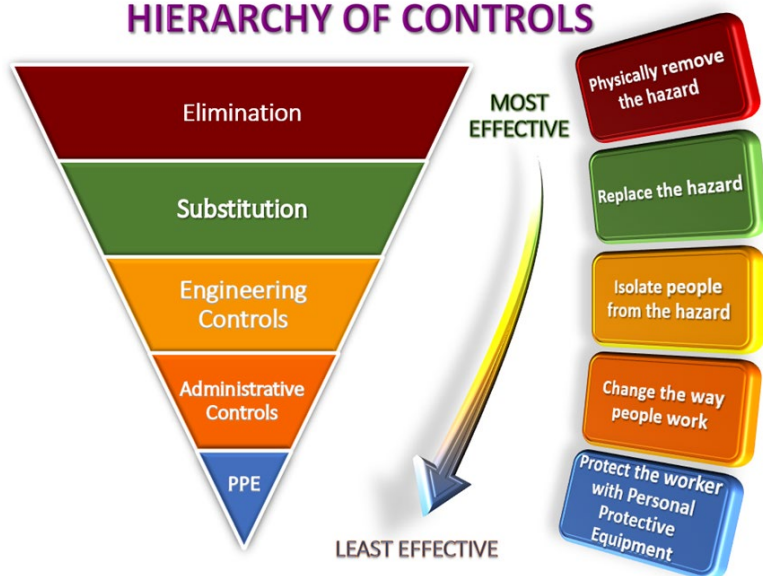 HIERARCHY OF CONTROLS
Elimination
Substitution
Engineering
Controls
Administrative
Controls
PPE
MOST
EFFECTIVE
LEAST EFFECTIVE
Physically remove
the hazard
Replace the hazard
Isolate people
from the hazard
Change the way
people work
Protect the worker
with Personal
Protective
Equipment